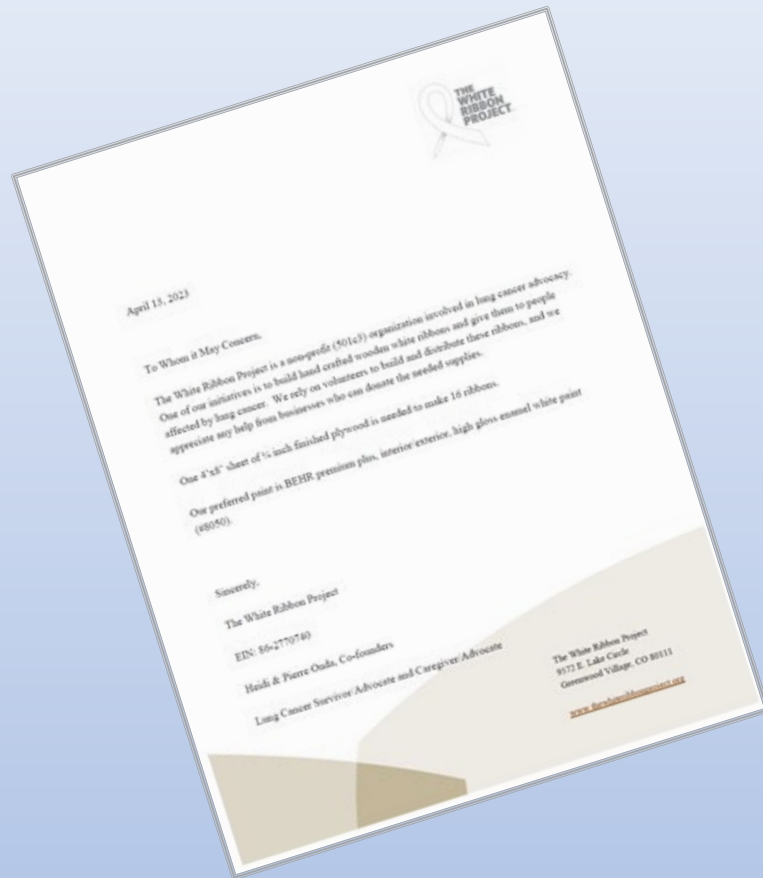 THE
WHITE
RIBBON
PROJECT
April 13, 2023
To Whom it May Concern,
The White Ribbon Project is a non-profit (501c3) organization involved in lung cancer advocacy.
One of our initiatives is to build hand crafted wooden white ribbons and give them to people
affected by lung cancer. We rely on volunteers to build and distribute these ribbons, and we
appreciate any help from businesses who can donate the needed supplies.
One 4'x8' sheet of inch finished plywood is needed to make 16 ribbons.
Our preferred paint is BEHR premium plus, interior/exterior, high gloss enamel white paint
(#8050).
Sincerely,
The White Ribbon Project
EIN: 86-2770740
Heidi & Pierre Onda, Co-founders
Lung Cancer Survivor/Advocate and Caregiver/Advocate
The White Ribbon Project
9572 E. Lake Circle
Greenwood Village, CO 80111
www.thewhiteribbonproject.org